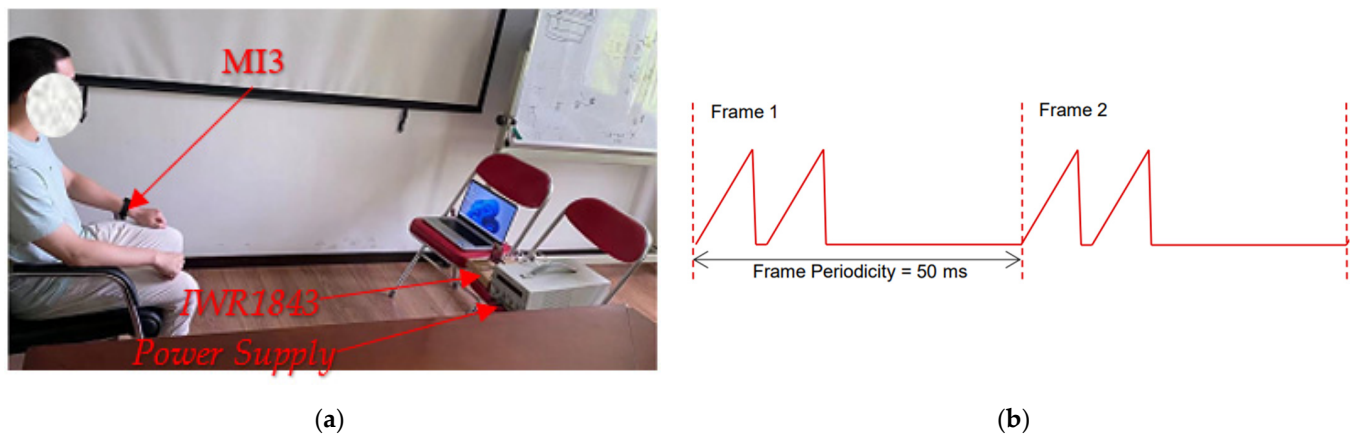 MI3
IWR1843
Power Supply
(a)
Frame 1
Frame 2
Frame Periodicity = 50 ms
(b)